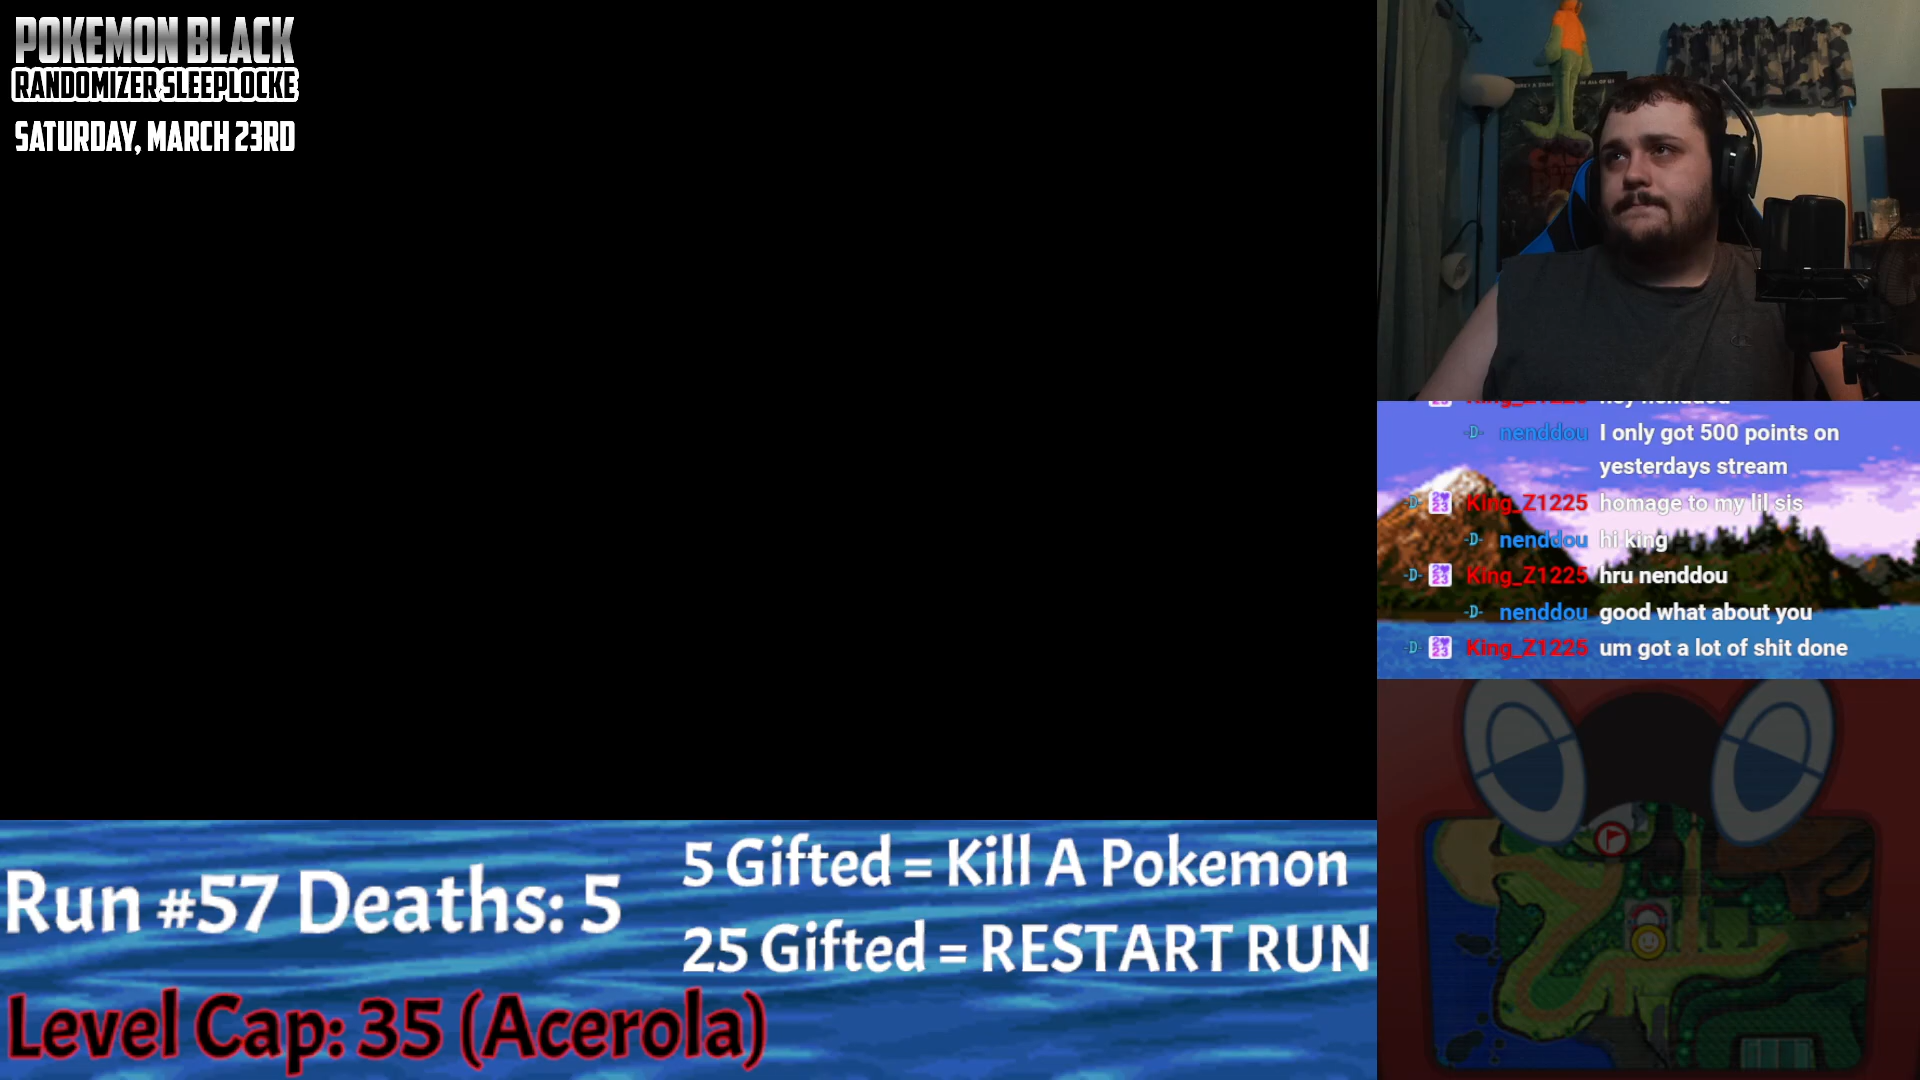 POKEMON BLACK
RANDOMIZER SLEEPLOCKE
SATURDAY, MARCH 23RD
-D- nenddou I only got 500 points on
yesterdays stream
-D- King_Z1225 homage to my lil sis
-D- nenddou hi king
-D- King_Z1225 hru nenddou
-D- nenddou good what about you
-D- King_Z1225 um got a lot of shit done
Run #57 Deaths: 5
5 Gifted = Kill A Pokemon
25 Gifted = RESTART RUN
Level Cap: 35 (Acerola)